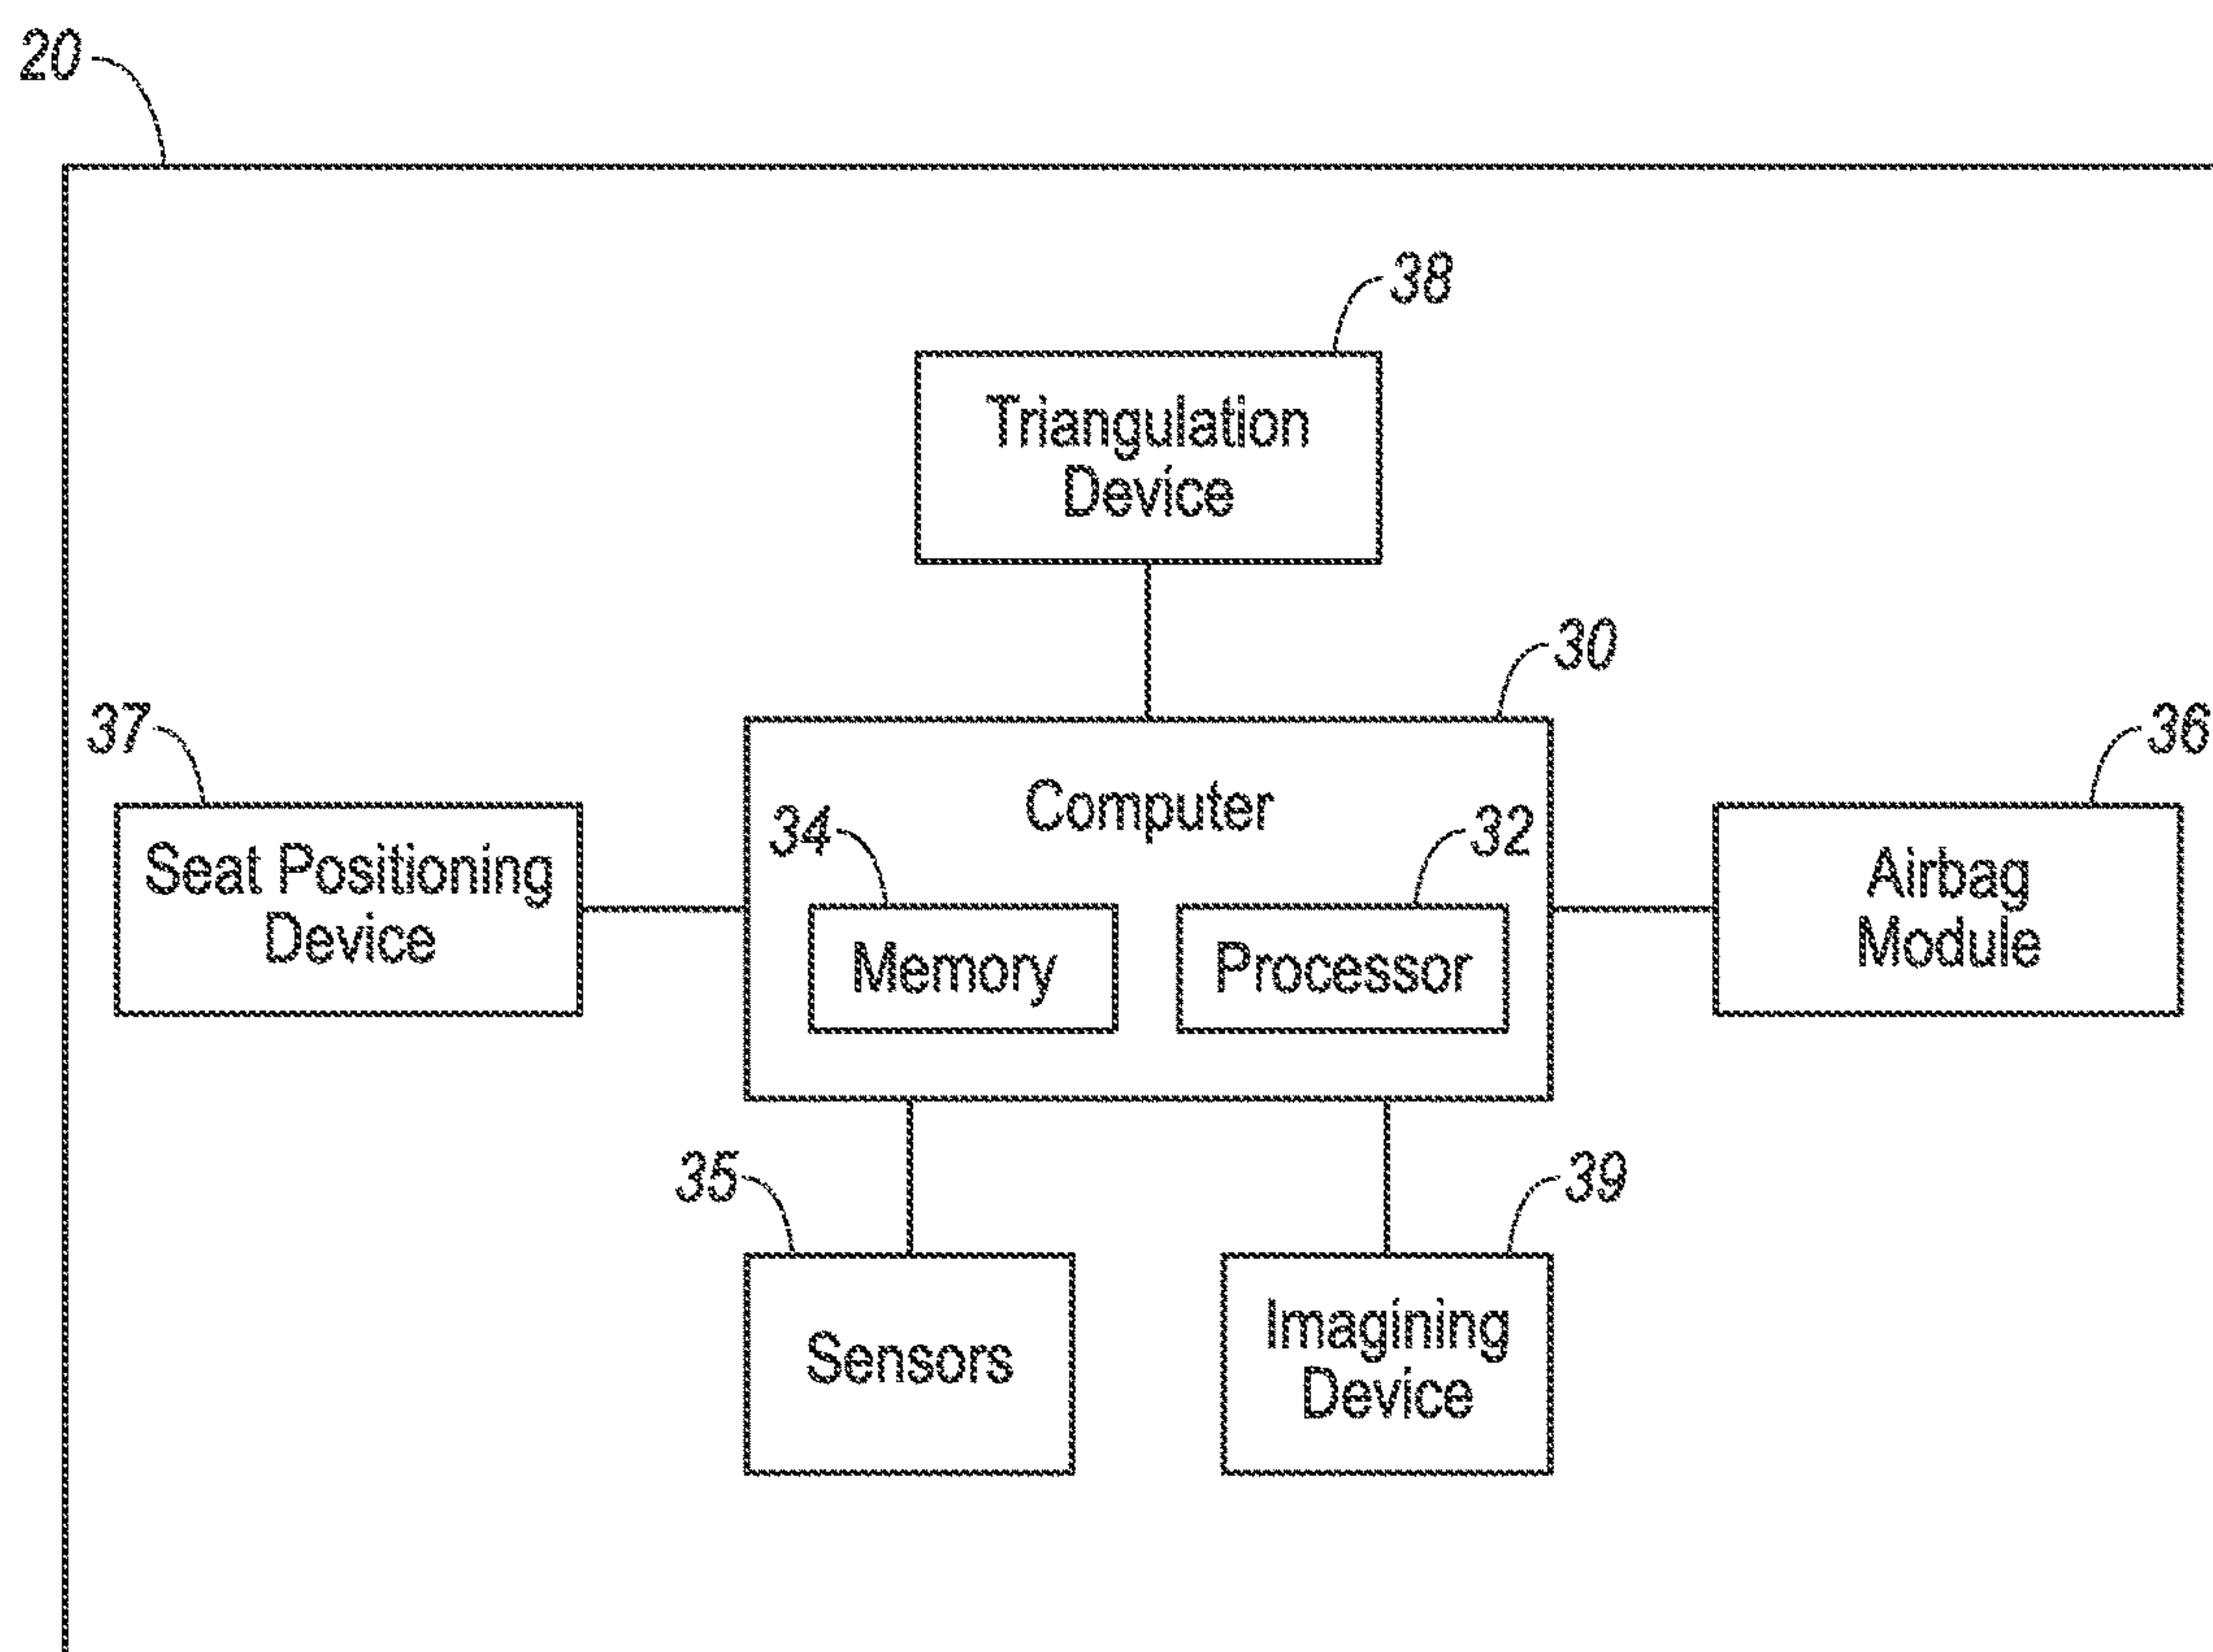 20
38
Triangulation
Device
30
37
36
Computer
34
32
Seat Positioning
Device
Airbag
Module
Memory
Processor
35
39
Sensors
Imagining
Device